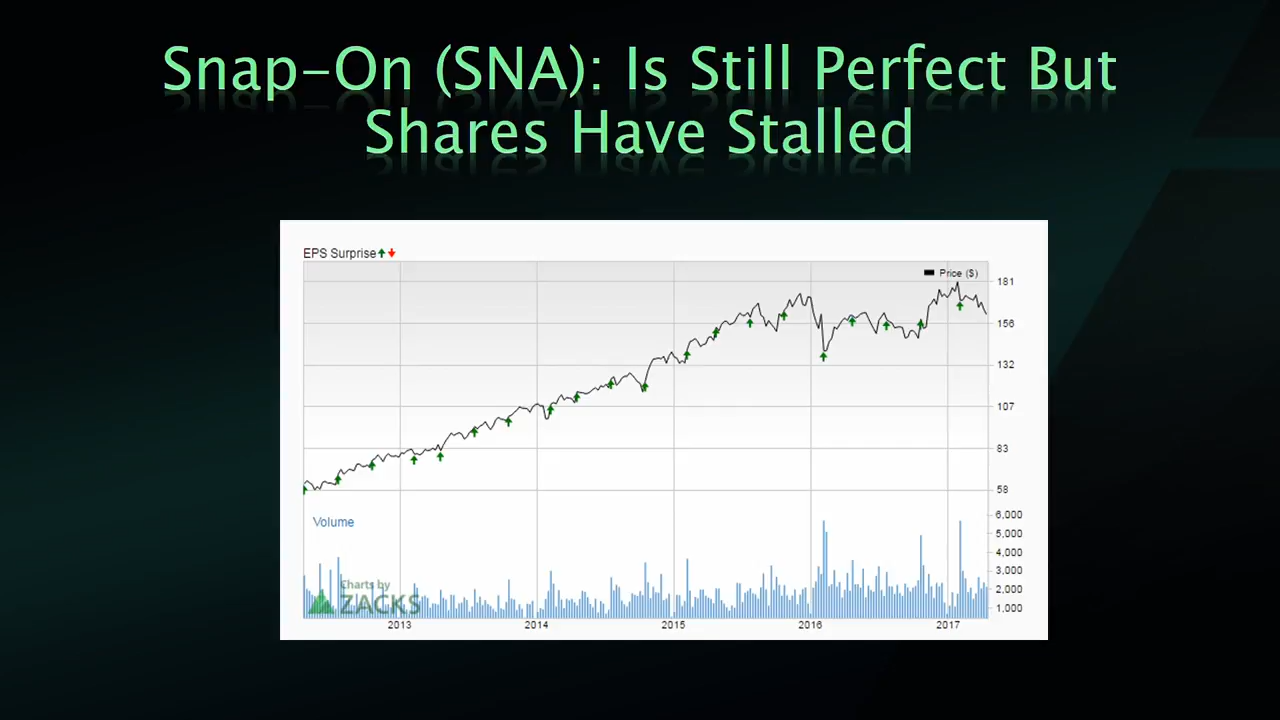 Snap-On (SNA): Is Still Perfect But
Shares Have Stalled
EPS Surprise
Price ($)
181
156
132
107
83
58
Volume
6,000
5,000
4,000
3,000
2,000
1,000
Charts by
ZACKS
2013 2014 2015 2016 2017